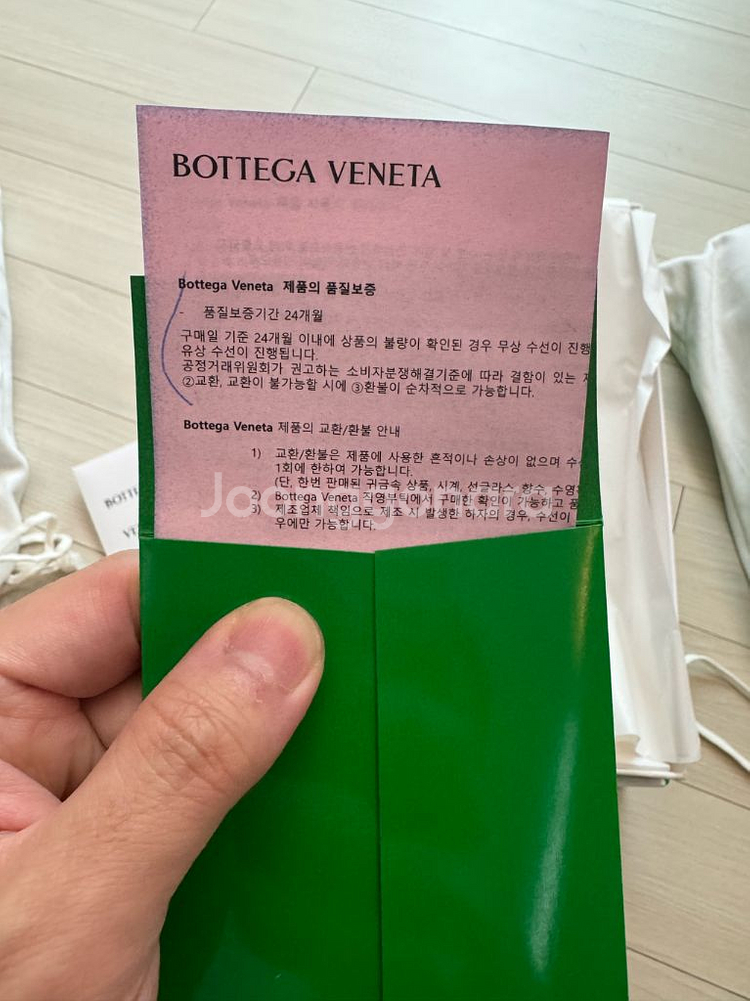 BOTTEGA VENETA
Bottega Veneta 제품의 품질보증
- 품질보증기간 24개월
구매일 기준 24개월 이내에 상품의 불량이 확인된 경우 무상 수선이 진행
유상 수선이 진행됩니다.
공정거래위원회가 권고하는 소비자분쟁해결기준에 따라 결함이 있는
②교환, 교환이 불가능할 시에 ③환불이 순차적으로 가능합니다.
Bottega Veneta 제품의 교환/환불 안내
1) 교환/환불은 제품에 사용한 흔적이나 손상이 없으며
1회에 한하여 가능합니다.
(단, 한번 판매된 귀금속 상품, 시계, 선글라스, 향수, 수영
2) Bottega Veneta 직영부틱에서 구매한 확인이 가능하고
3) 제조업체 책임으로 제조 시 발생한 하자의 경우, 수선이
우에만 가능합니다.
BOTT
VE